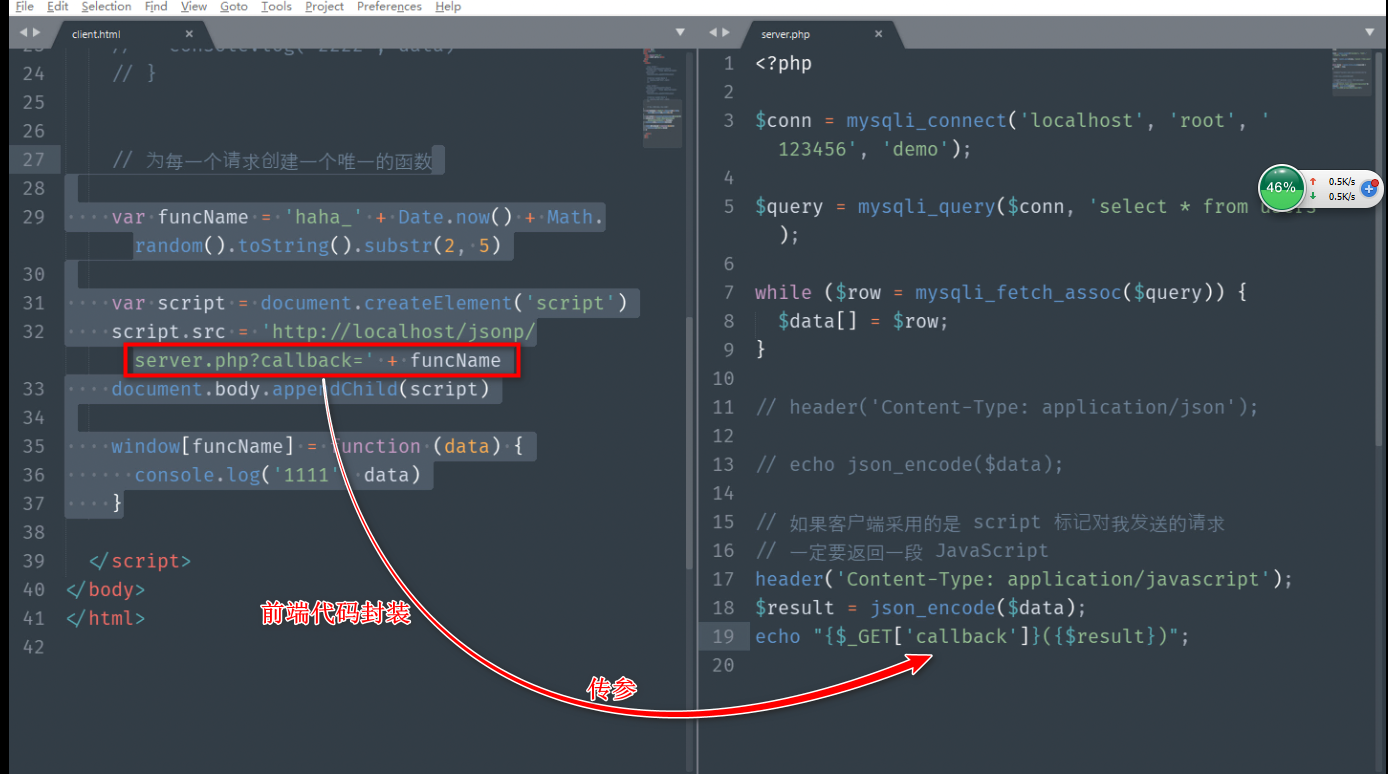 File Edit Selection Find View Goto Tools Project Preferences Help
client.html
24 // }
25
26
27 // 为每一个请求创建一个唯一的函数
28
29 var funcName = 'haha_' + Date.now() + Math.
random().toString().substr(2, 5)
30
31 var script = document.createElement('script')
32 script.src = 'http://localhost/jsonp/
server.php?callback=' + funcName
33 document.body.appendChild(script)
34
35 window[funcName] = function (data) {
36 console.log('1111' data)
37 }
38
39 </script>
40 </body>
41 </html>
42
前端代码封装
传参
server.php
1 <?php
2
3 $conn = mysqli_connect('localhost', 'root', '
123456', 'demo');
4
5 $query = mysqli_query($conn, 'select * from users'
);
6
7 while ($row = mysqli_fetch_assoc($query)) {
8 $data[] = $row;
9 }
10
11 // header('Content-Type: application/json');
12
13 // echo json_encode($data);
14
15 // 如果客户端采用的是 script 标记对我发送的请求
16 // 一定要返回一段 JavaScript
17 header('Content-Type: application/javascript');
18 $result = json_encode($data);
19 echo "{$_GET['callback']}({$result})";
20
46%
0.5K/s
0.5K/s